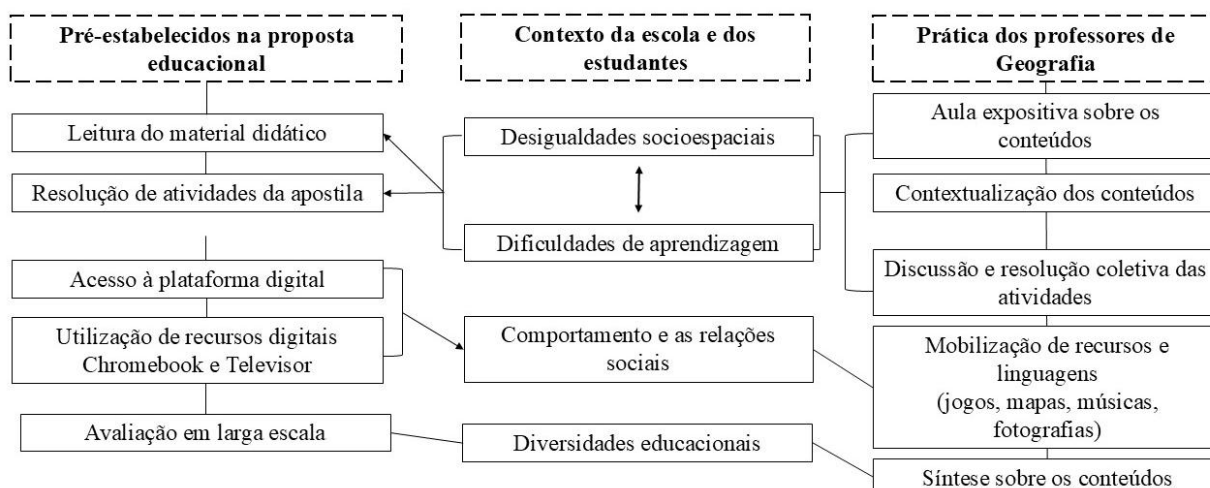 Pré-estabelecidos na proposta
educacional
Leitura do material didático
Resolução de atividades da apostila
Acesso à plataforma digital
Utilização de recursos digitais
Chromebook e Televisor
Avaliação em larga escala
Contexto da escola e dos
estudantes
Desigualdades socioespaciais
Dificuldades de aprendizagem
Comportamento e as relações
sociais
Diversidades educacionais
Prática dos professores de
Geografia
Aula expositiva sobre os
conteúdos
Contextualização dos conteúdos
Discussão e resolução coletiva das
atividades
Mobilização de recursos e
linguagens
(jogos, mapas, músicas,
fotografias)
Síntese sobre os conteúdos